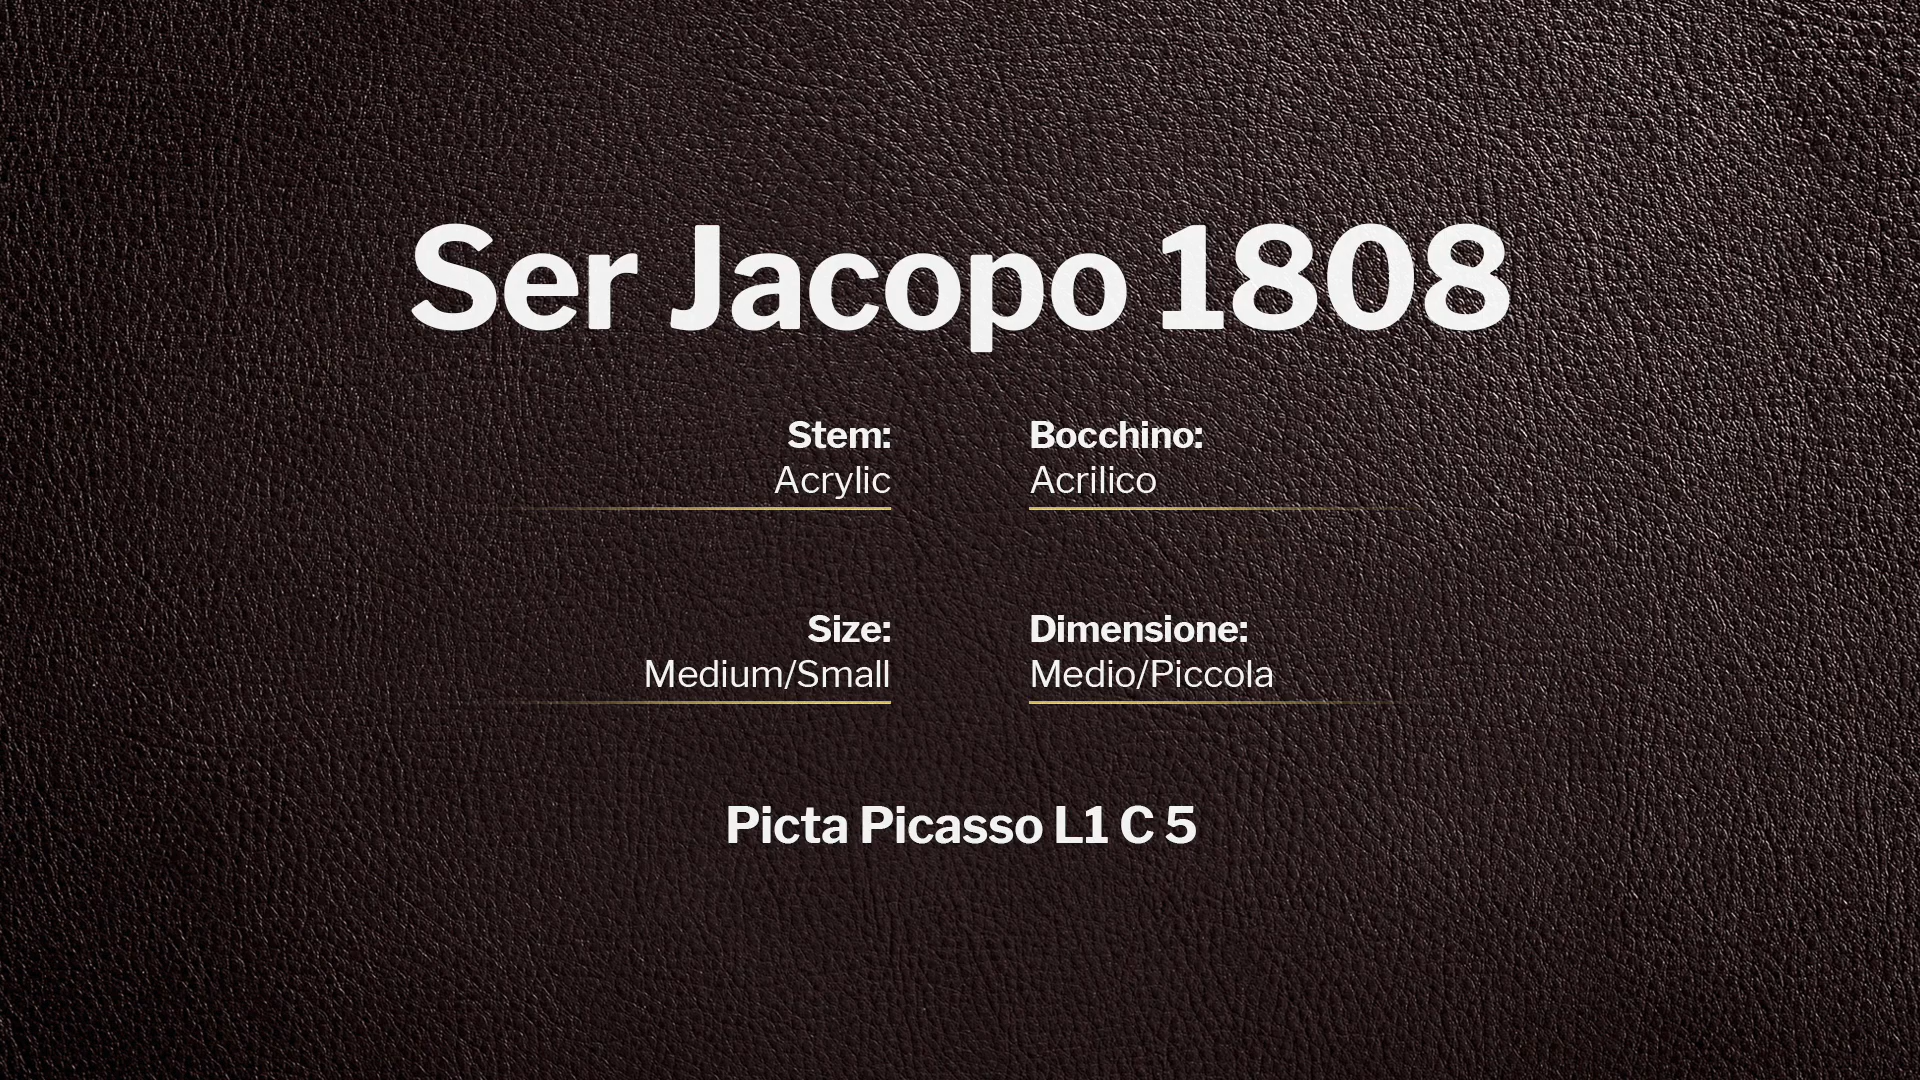 Ser Jacopo 1808
Stem:
Acrylic
Bocchino:
Acrilico
Size:
Medium/Small
Dimensione:
Medio/Piccola
Picta Picasso L1 C 5